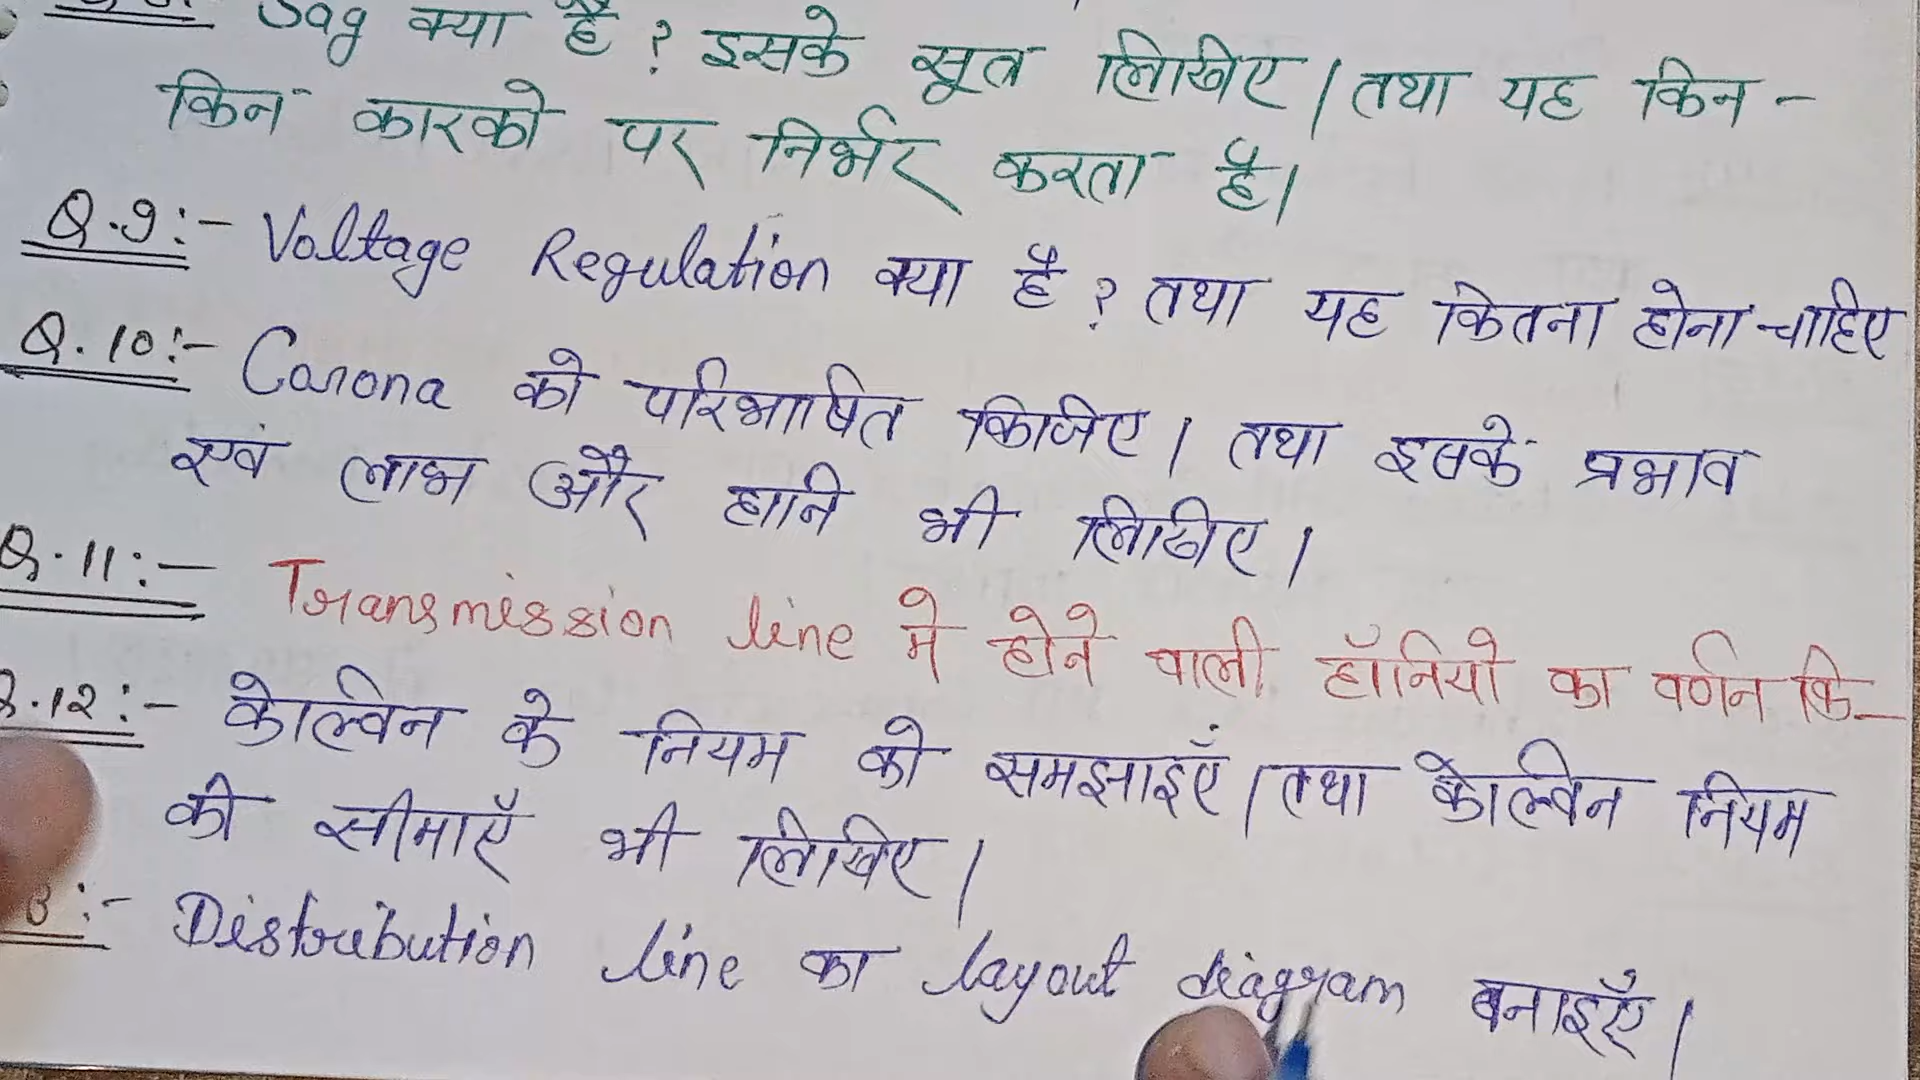 Sag क्या है ? इसके सूत्र लिखिए। तथा यह किन -
किन कारको पर निर्भर करता है।
Q.9:- Voltage Regulation क्या है ? तथा यह कितना होना चाहिए
Q.10:- Carona को परिभाषित किजिए। तथा इसके प्रभाव
एवं लाभ और हानि भी लिखिए।
Q.11:- Transmission line मे होने वाली हॉनियो का वर्णन कि-
.12:- केल्विन के नियम को समझाइएँ। तथा केल्विन नियम
की सीमाएँ भी लिखिए।
3:- Distribution line का layout diagram बनाइएँ।